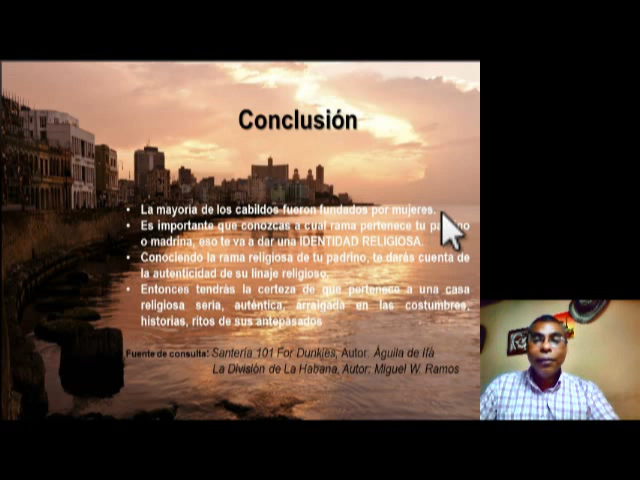 Conclusión
• La mayoría de los cabildos fueron fundados por mujeres.
• Es importante que conozcas a cual rama pertenece tu
o madrina, eso te va a dar una IDENTIDAD RELIGIOSA.
• Conociendo la rama religiosa de tu padrino, te darás cuenta de
la autenticidad de su linaje religioso.
• Entonces tendrás la certeza de que pertenece a una casa
religiosa seria, auténtica, arraigada en las costumbres,
historias, ritos de sus antepasados
Fuente de consulta: Santería 101 For Dunkies, Autor: Águila de Ifá
La División de La Habana, Autor: Miguel W. Ramos